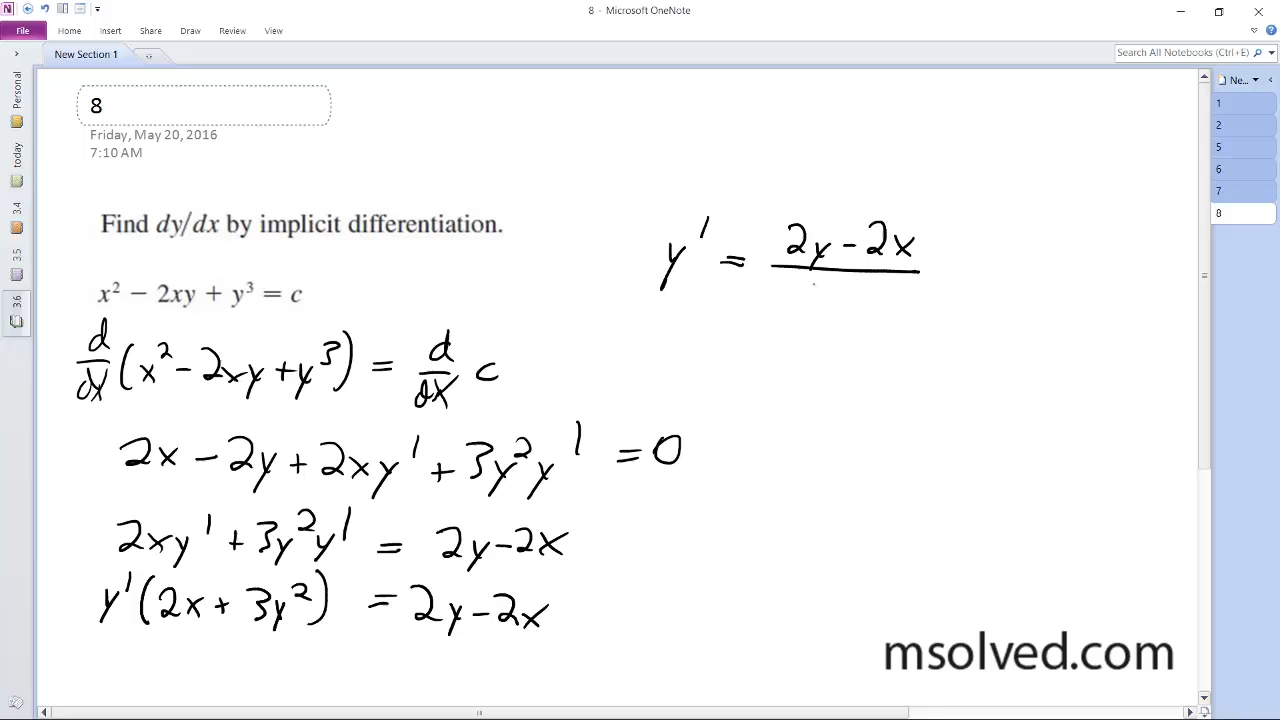 8 - Microsoft OneNote
File Home Insert Share Draw Review View
New Section 1
Search All Notebooks (Ctrl+E)
Ne...
Personal
today
3.4
3.5
3.6
1
2
5
6
7
8
8
Friday, May 20, 2016
7:10 AM
Find dy/dx by implicit differentiation.
x² − 2xy + y³ = c
d/dx (x² - 2xy + y³) = d/dx c
2x - 2y + 2xy' + 3y²y' = 0
2xy' + 3y²y' = 2y - 2x
y'(2x + 3y²) = 2y - 2x
y' = 2y - 2x
msolved.com